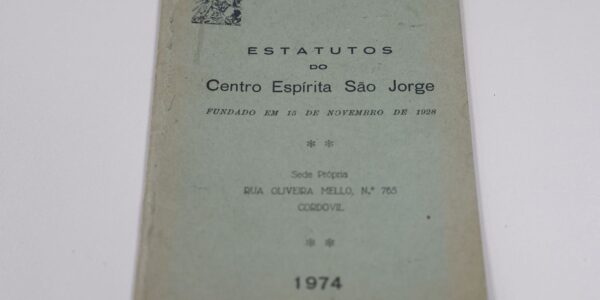 ESTATUTOS
DO
Centro Espírita São Jorge
FUNDADO EM 15 DE NOVEMBRO DE 1928
* *
Sede Própria
RUA OLIVEIRA MELLO, N.º 765
CORDOVIL
* *
1974